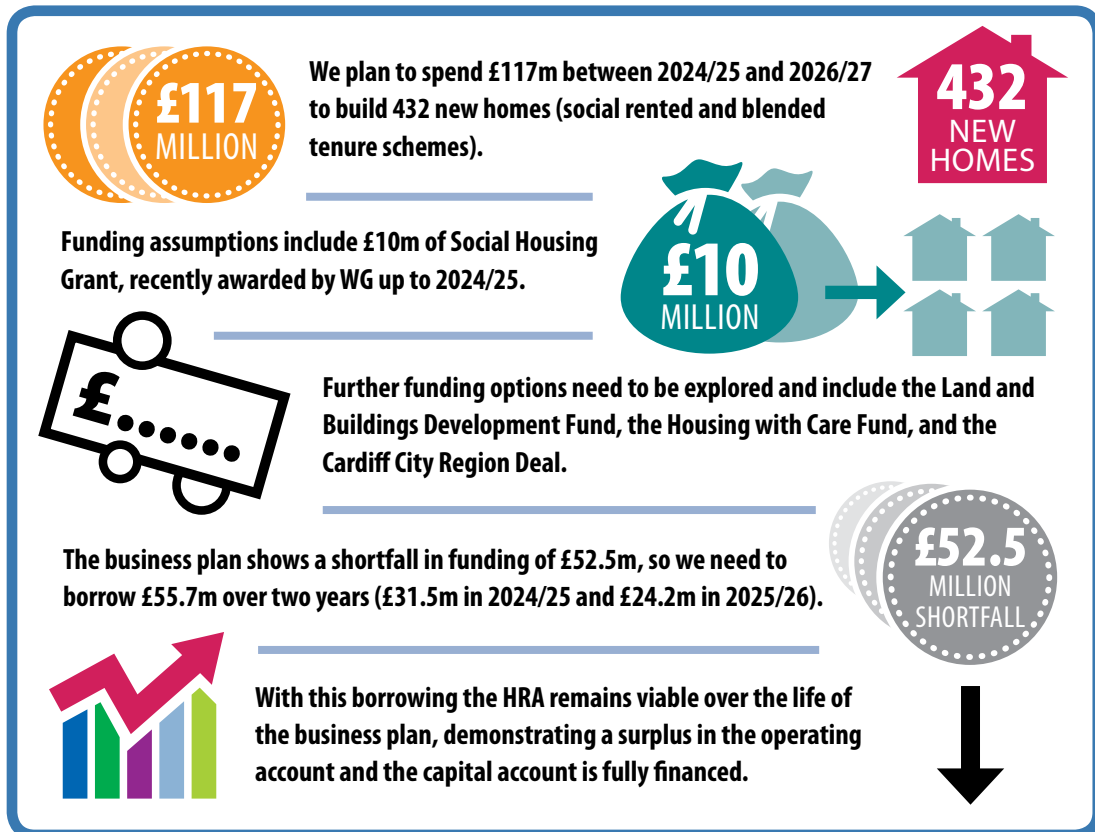 £117
MILLION
We plan to spend £117m between 2024/25 and 2026/27
to build 432 new homes (social rented and blended
tenure schemes).
432
NEW
HOMES
Funding assumptions include £10m of Social Housing
Grant, recently awarded by WG up to 2024/25.
£10
MILLION
£......
Further funding options need to be explored and include the Land and
Buildings Development Fund, the Housing with Care Fund, and the
Cardiff City Region Deal.
The business plan shows a shortfall in funding of £52.5m, so we need to
borrow £55.7m over two years (£31.5m in 2024/25 and £24.2m in 2025/26).
£52.5
MILLION
SHORTFALL
With this borrowing the HRA remains viable over the life of
the business plan, demonstrating a surplus in the operating
account and the capital account is fully financed.